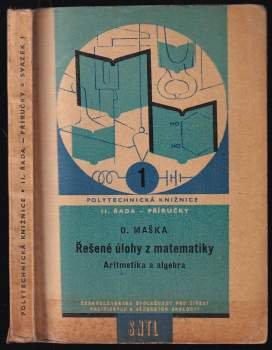 POLYTECHNICKÁ KNIŽNICE • II. ŘADA — PŘÍRUČKY • SVAZEK 1
1
POLYTECHNICKÁ KNIŽNICE
II. ŘADA — PŘÍRUČKY
O. MAŠKA
Řešené úlohy z matematiky
Aritmetika a algebra
ČESKOSLOVENSKÁ SPOLEČNOST PRO ŠÍŘENÍ
POLITICKÝCH A VĚDECKÝCH ZNALOSTÍ
SNTL